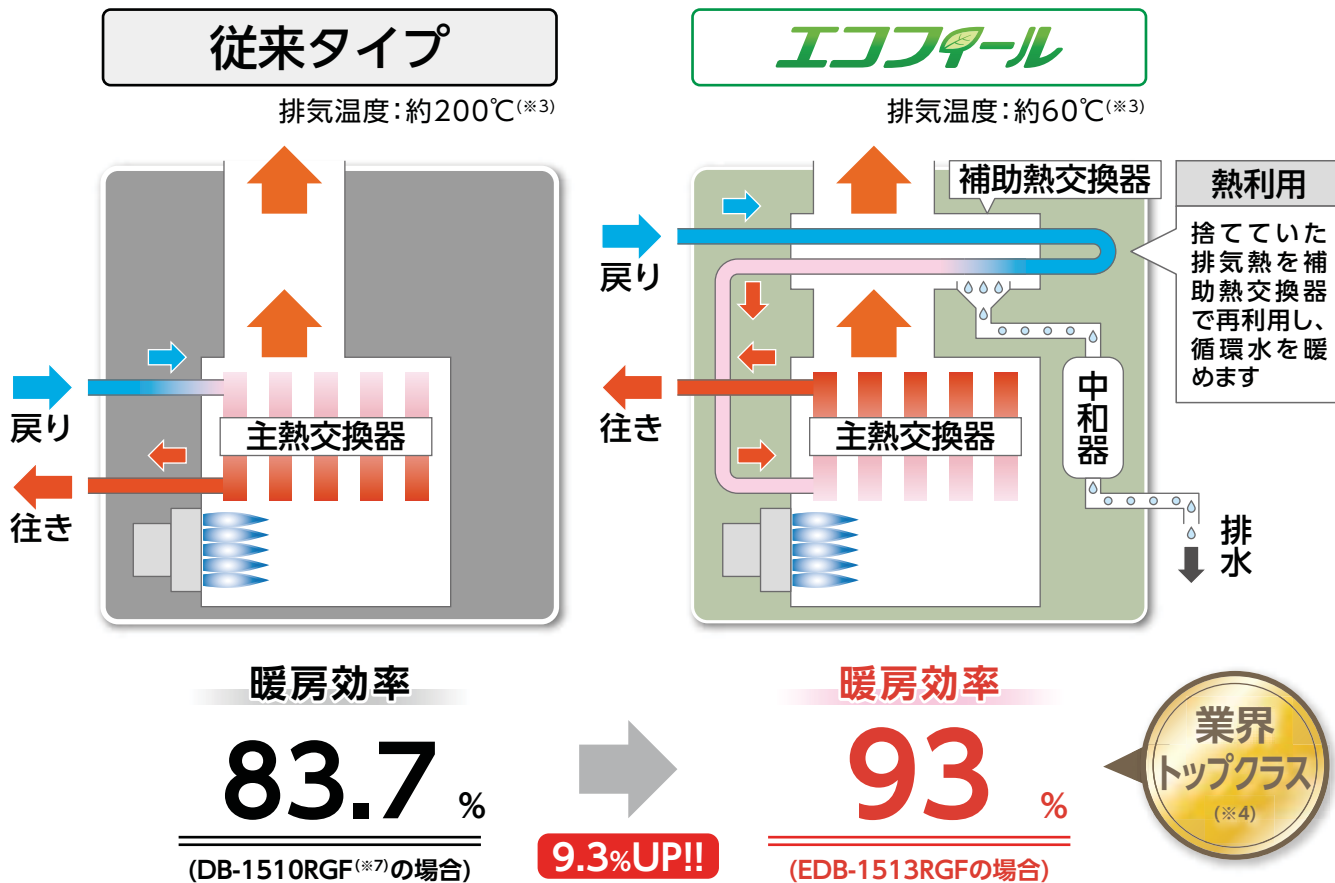 従来タイプ
排気温度：約200℃(※3)
戻り
往き
主熱交換器
暖房効率
83.7 %
(DB-1510RGF(※7)の場合)
エコフィール
排気温度：約60℃(※3)
補助熱交換器
熱利用
捨てていた
排気熱を補
助熱交換器
で再利用し、
循環水を暖
めます
戻り
往き
主熱交換器
中和器
排水
9.3%UP!!
暖房効率
93 %
(EDB-1513RGFの場合)
業界
トップクラス
(※4)